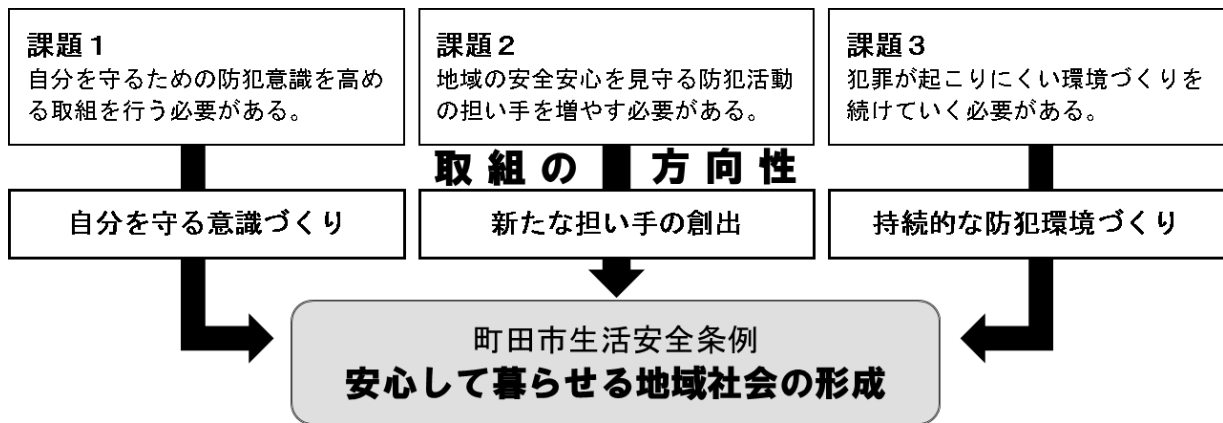 課題１
自分を守るための防犯意識を高め
る取組を行う必要がある。
課題２
地域の安全安心を見守る防犯活動
の担い手を増やす必要がある。
課題３
犯罪が起こりにくい環境づくりを
続けていく必要がある。
取組の方向性
自分を守る意識づくり
新たな担い手の創出
持続的な防犯環境づくり
町田市生活安全条例
安心して暮らせる地域社会の形成